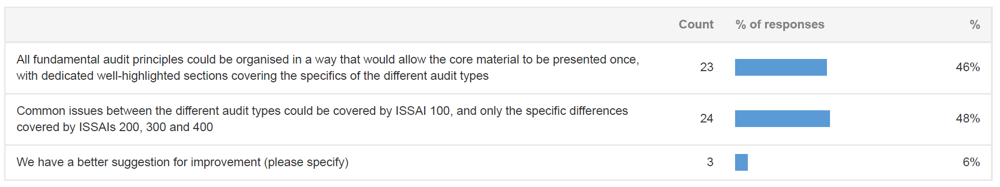 Count % of responses %
All fundamental audit principles could be organised in a way that would allow the core material to be presented once,
with dedicated well-highlighted sections covering the specifics of the different audit types
23 46%
Common issues between the different audit types could be covered by ISSAI 100, and only the specific differences
covered by ISSAIs 200, 300 and 400
24 48%
We have a better suggestion for improvement (please specify) 3 6%